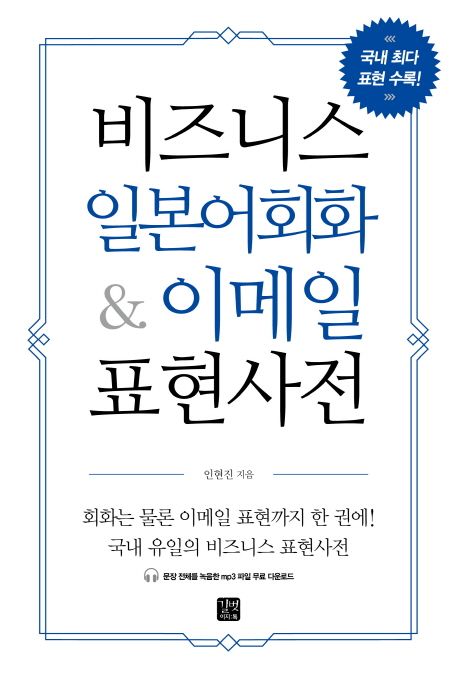 국내 최다
표현 수록!
비즈니스
일본어회화
& 이메일
표현사전
인현진 지음
회화는 물론 이메일 표현까지 한 권에!
국내 유일의 비즈니스 표현사전
문장 전체를 녹음한 mp3 파일 무료 다운로드
길벗
이지:톡